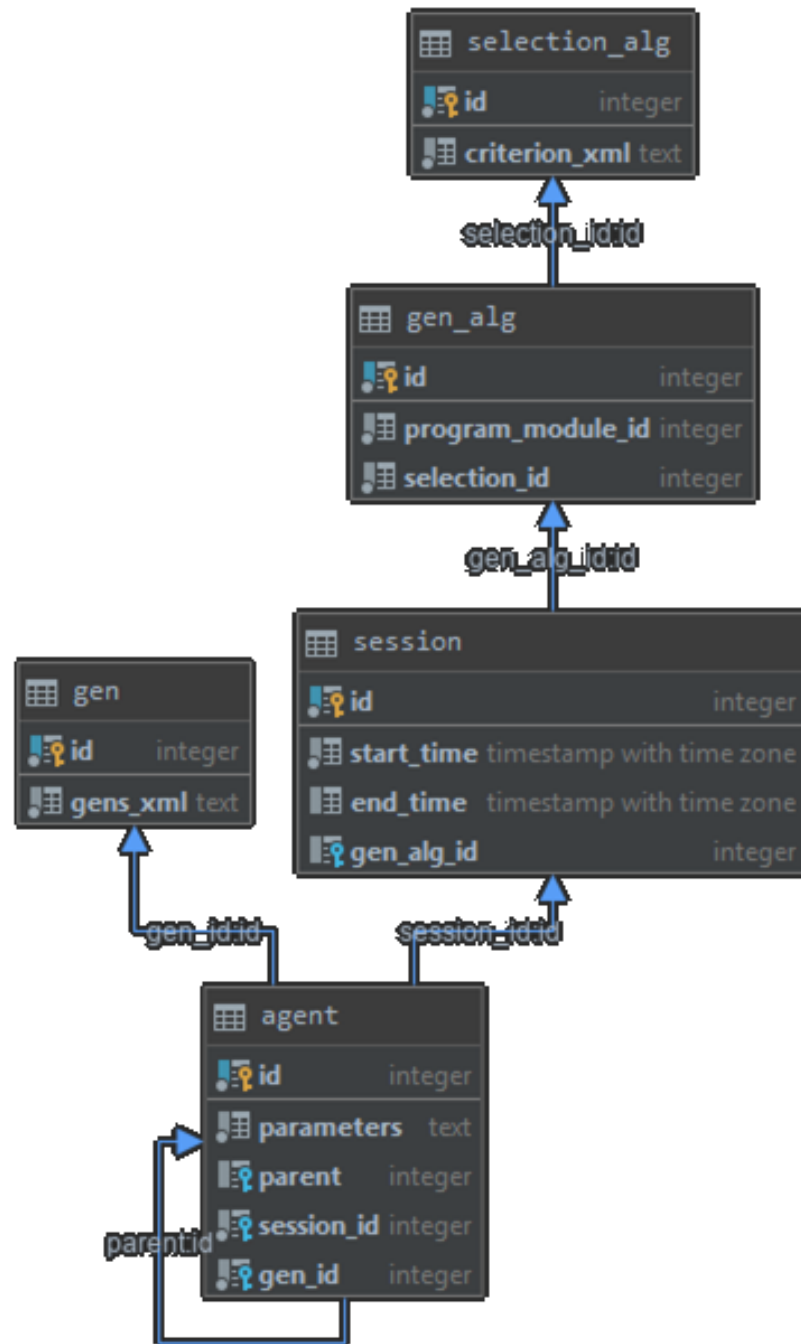 selection_alg
id integer
criterion_xml text
selection_id:id
gen_alg
id integer
program_module_id integer
selection_id integer
gen_alg_id:id
session
id integer
start_time timestamp with time zone
end_time timestamp with time zone
gen_alg_id integer
gen
id integer
gens_xml text
gen_id:id
session_id:id
agent
id integer
parameters text
parent integer
session_id integer
gen_id integer
parent:id